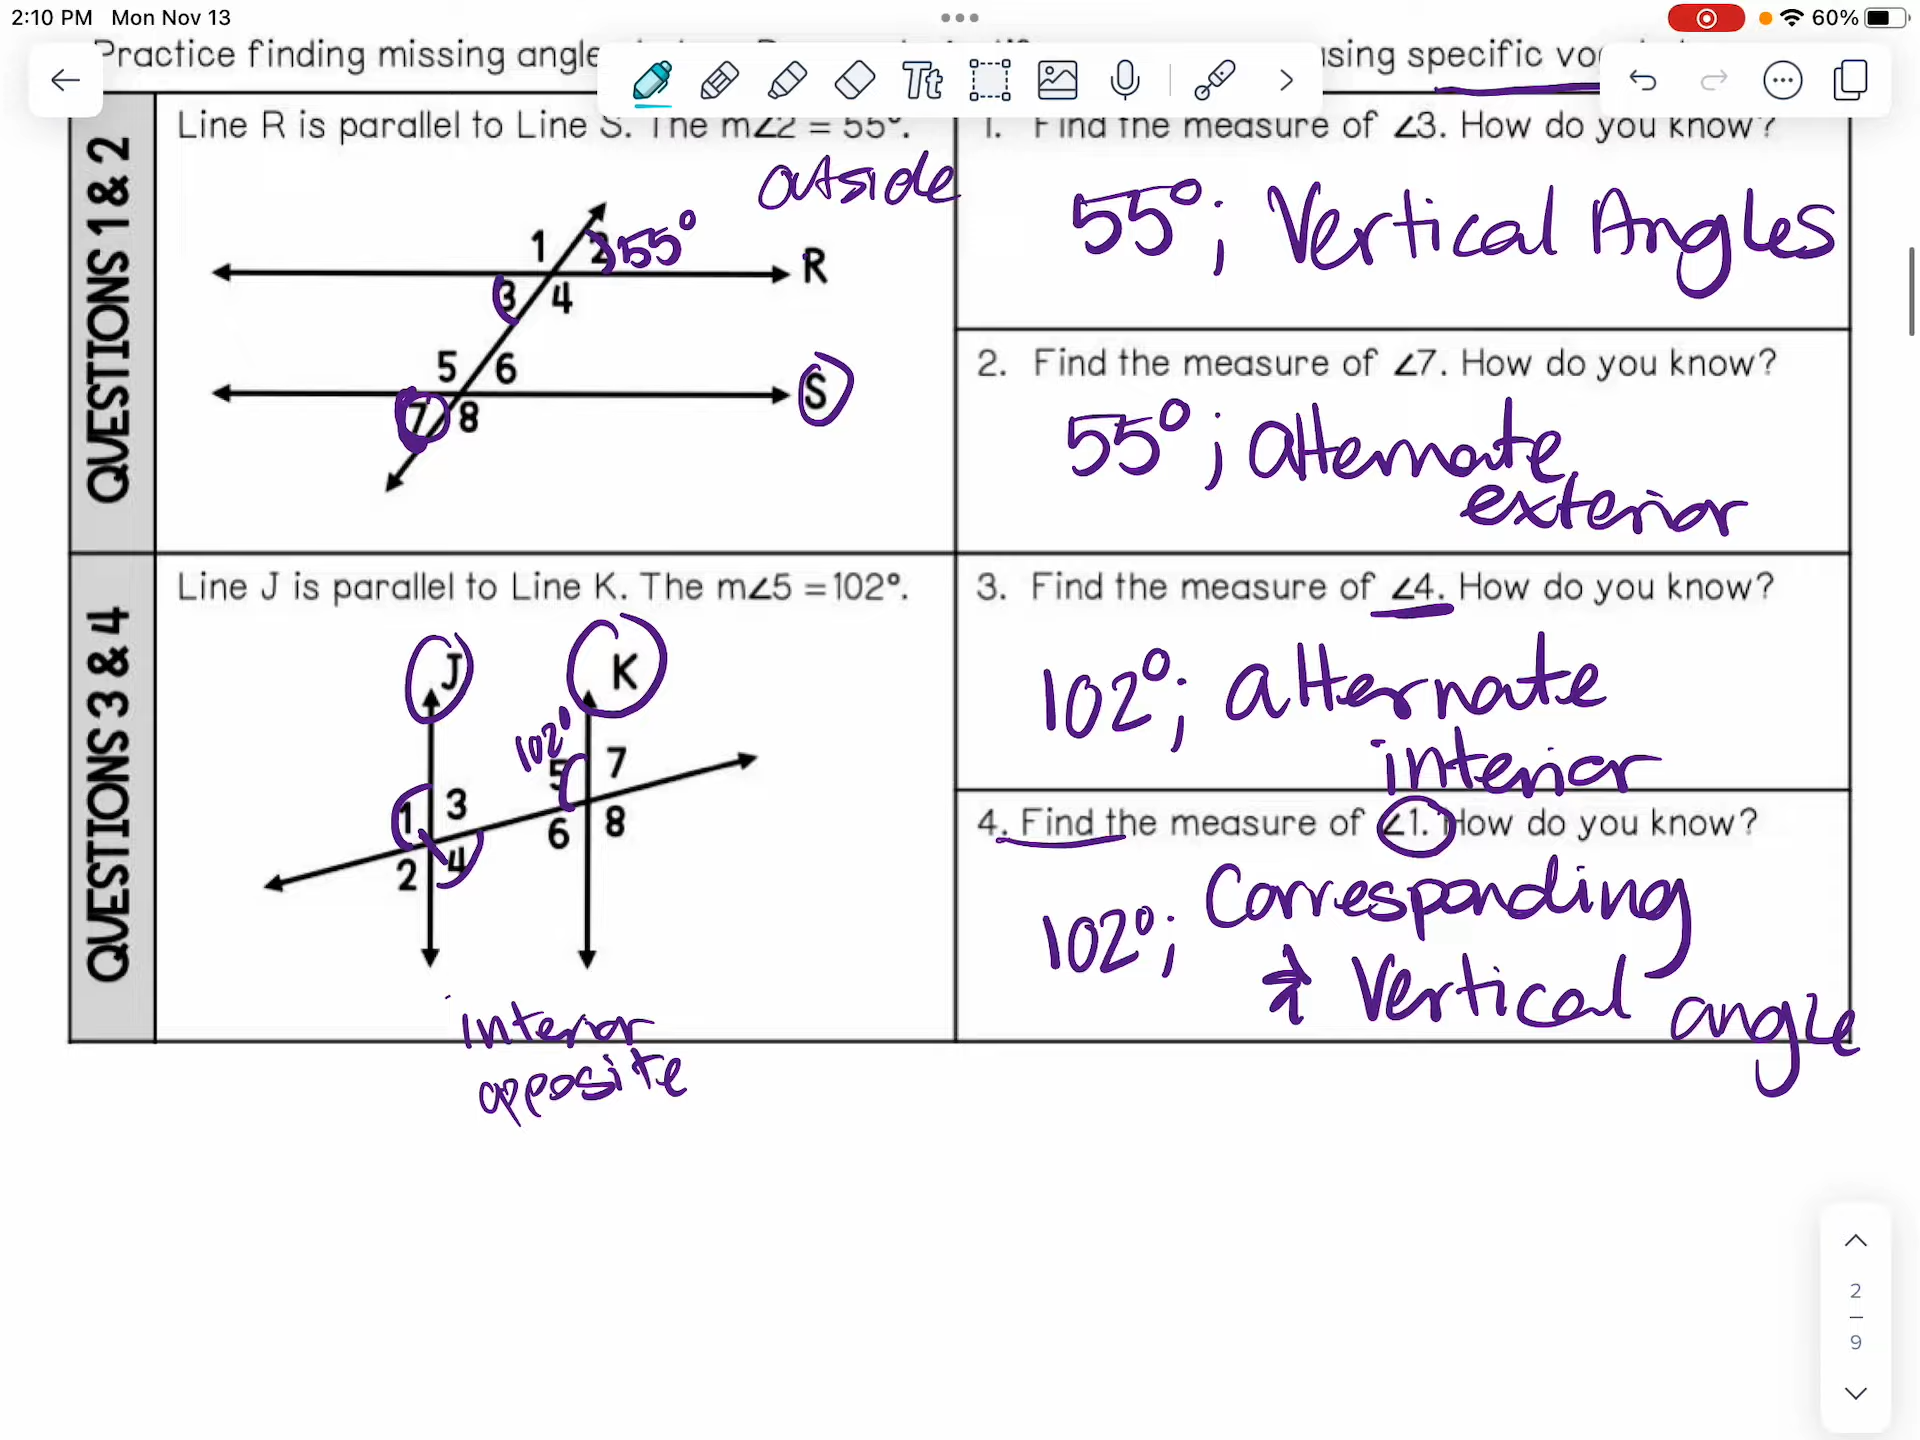 2:10 PM Mon Nov 13
60%
Practice finding missing angle
using specific vo
Tt
QUESTIONS 1 & 2
Line R is parallel to Line S. The m∠2 = 55°.
outside
1 2 55° R
3 4
5 6 S
7 8
1. Find the measure of ∠3. How do you know?
55°; Vertical Angles
2. Find the measure of ∠7. How do you know?
55°; alternate
exterior
QUESTIONS 3 & 4
Line J is parallel to Line K. The m∠5 = 102°.
J K
102°
5 7
1 3
6 8
2 4
interior
opposite
3. Find the measure of ∠4. How do you know?
102°; alternate
interior
4. Find the measure of ∠1. How do you know?
102°; Corresponding
& Vertical angle
2
9